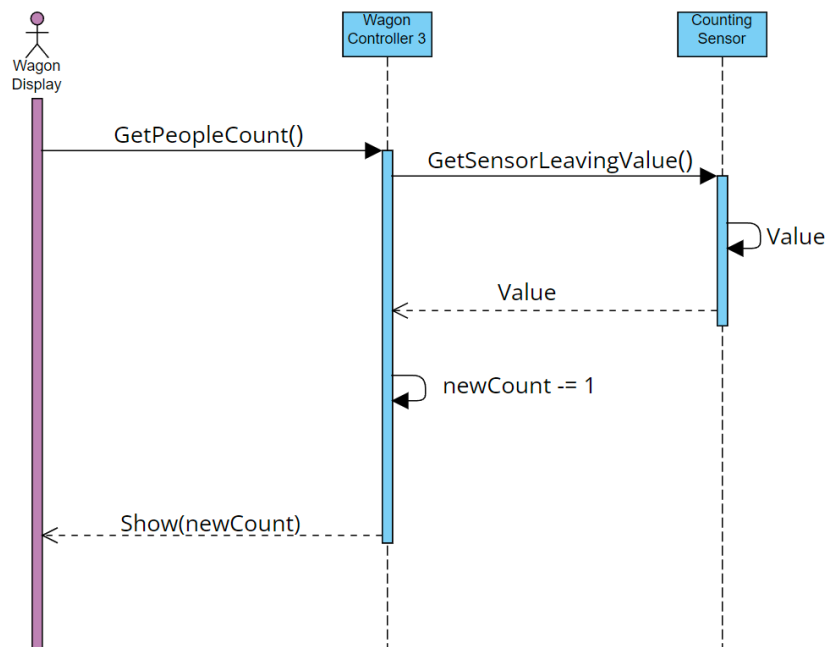 Wagon
Display
Wagon
Controller 3
Counting
Sensor
GetPeopleCount()
GetSensorLeavingValue()
Value
Value
newCount -= 1
Show(newCount)